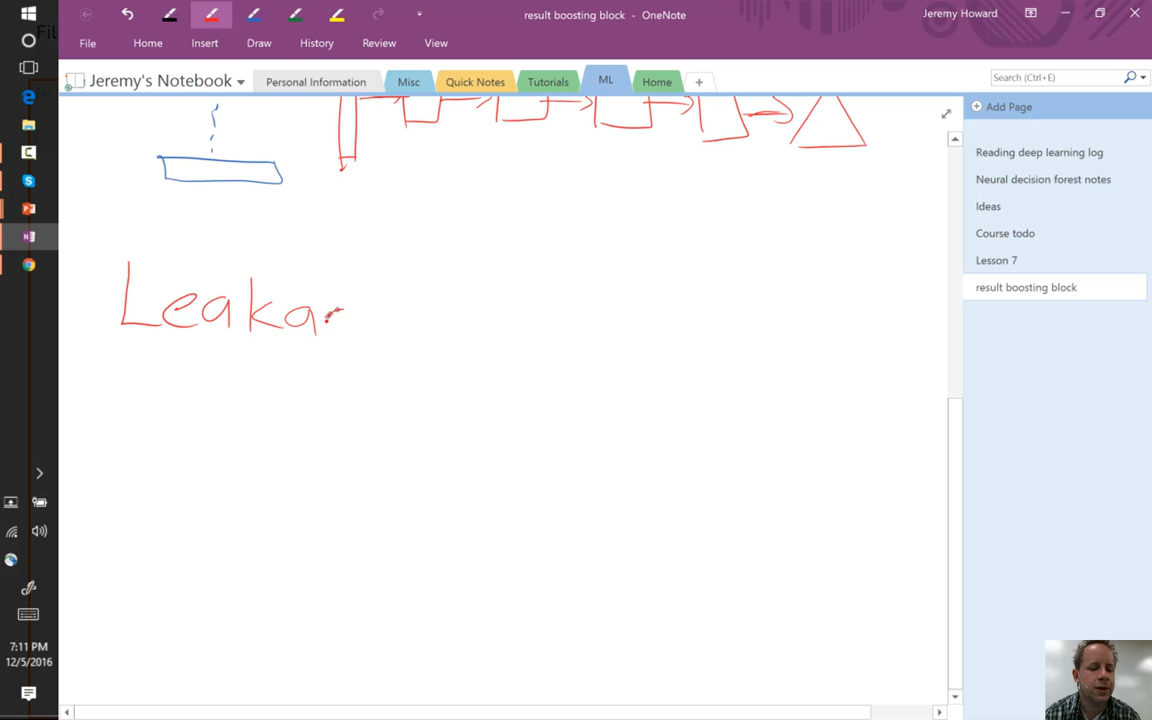 result boosting block - OneNote
Jeremy Howard
File
Home
Insert
Draw
History
Review
View
Jeremy's Notebook
Personal Information
Misc
Quick Notes
Tutorials
ML
Home
Search (Ctrl+E)
Add Page
Reading deep learning log
Neural decision forest notes
Ideas
Course todo
Lesson 7
result boosting block
Leaka
7:11 PM
12/5/2016